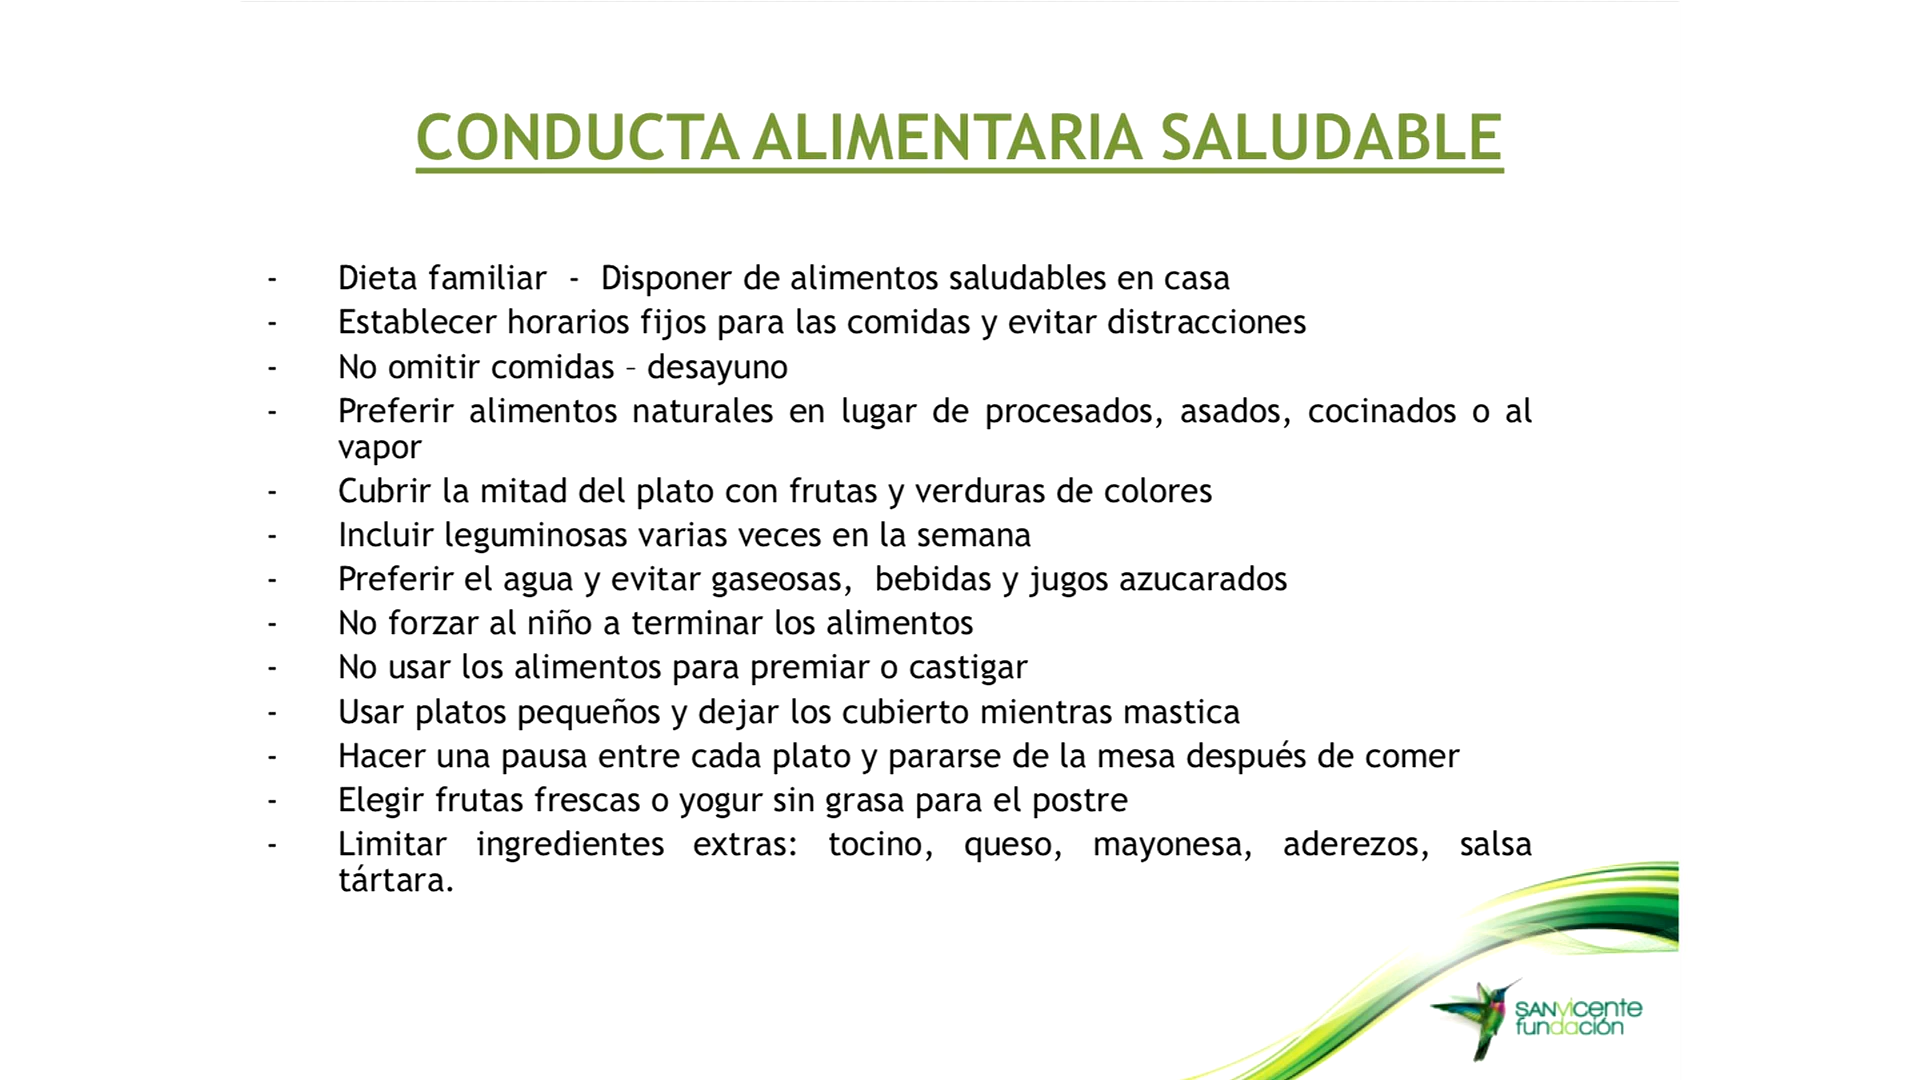 CONDUCTA ALIMENTARIA SALUDABLE
- Dieta familiar - Disponer de alimentos saludables en casa
- Establecer horarios fijos para las comidas y evitar distracciones
- No omitir comidas – desayuno
- Preferir alimentos naturales en lugar de procesados, asados, cocinados o al
vapor
- Cubrir la mitad del plato con frutas y verduras de colores
- Incluir leguminosas varias veces en la semana
- Preferir el agua y evitar gaseosas, bebidas y jugos azucarados
- No forzar al niño a terminar los alimentos
- No usar los alimentos para premiar o castigar
- Usar platos pequeños y dejar los cubierto mientras mastica
- Hacer una pausa entre cada plato y pararse de la mesa después de comer
- Elegir frutas frescas o yogur sin grasa para el postre
- Limitar ingredientes extras: tocino, queso, mayonesa, aderezos, salsa
tártara.
SANVicente
fundación